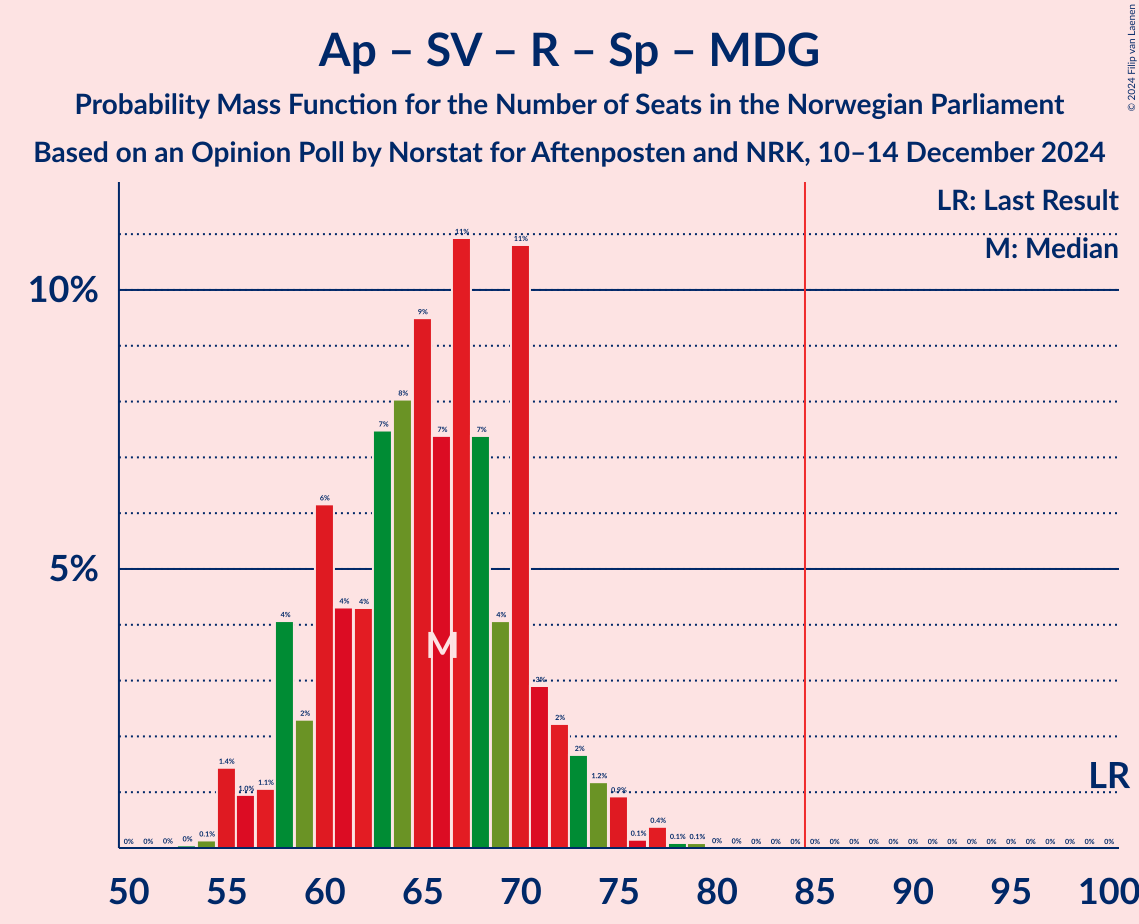 Ap – SV – R – Sp – MDG
Probability Mass Function for the Number of Seats in the Norwegian Parliament
Based on an Opinion Poll by Norstat for Aftenposten and NRK, 10–14 December 2024
© 2024 Filip van Laenen
LR: Last Result
M: Median
10%
5%
0% 0% 0% 0% 0.1% 1.4% 1.0% 1.1% 4% 2% 6% 4% 4% 7% 8% 9% 7% 11% 7% 4% 11% 3% 2% 2% 1.2% 0.9% 0.1% 0.4% 0.1% 0.1% 0% 0% 0% 0% 0% 0% 0% 0% 0% 0% 0% 0% 0% 0% 0% 0% 0% 0% 0% 0% 0%
M
LR
50 55 60 65 70 75 80 85 90 95 100